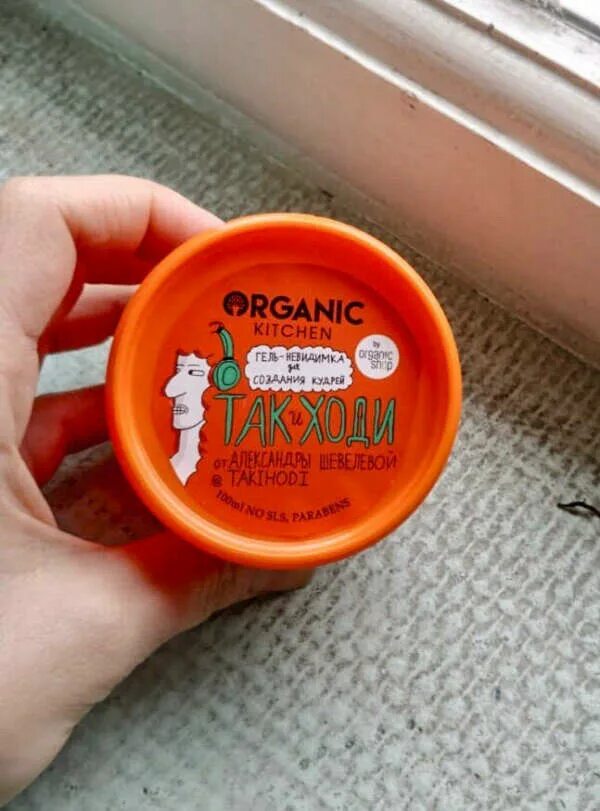 ORGANIC
KITCHEN
by
organic
shop
ГЕЛЬ-НЕВИДИМКА
для
СОЗДАНИЯ КУДРЕЙ
ТАК и ХОДИ
от АЛЕКСАНДРЫ ШЕВЕЛЕВОЙ
@ TAKIHODI
100ml NO SLS, PARABENS